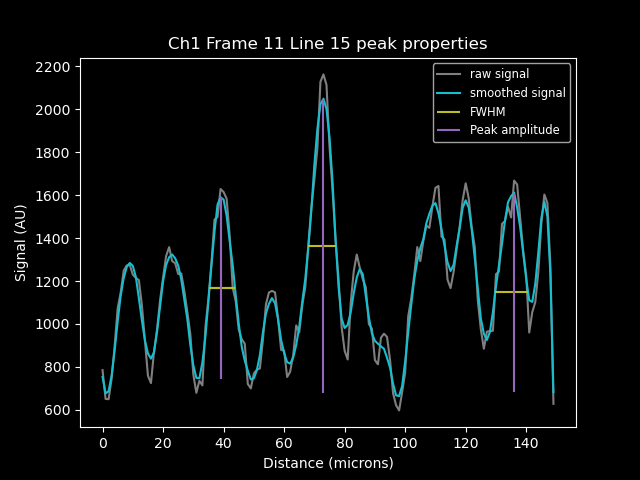 Ch1 Frame 11 Line 15 peak properties
raw signal
smoothed signal
FWHM
Peak amplitude
Signal (AU)
2200
2000
1800
1600
1400
1200
1000
800
600
0 20 40 60 80 100 120 140
Distance (microns)